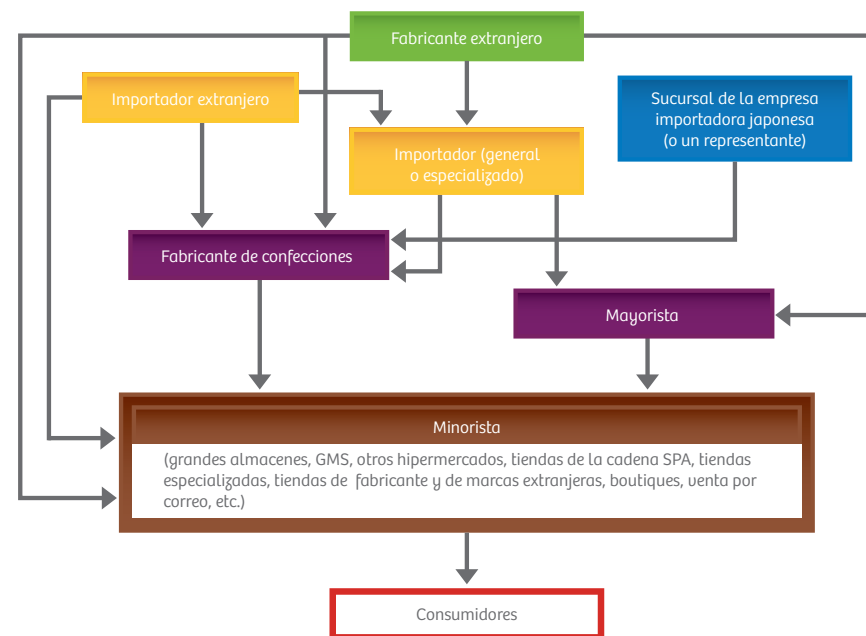 Fabricante extranjero
Importador extranjero
Sucursal de la empresa
importadora japonesa
(o un representante)
Importador (general
o especializado)
Fabricante de confecciones
Mayorista
Minorista
(grandes almacenes, GMS, otros hipermercados, tiendas de la cadena SPA, tiendas
especializadas, tiendas de fabricante y de marcas extranjeras, boutiques, venta por
correo, etc.)
Consumidores